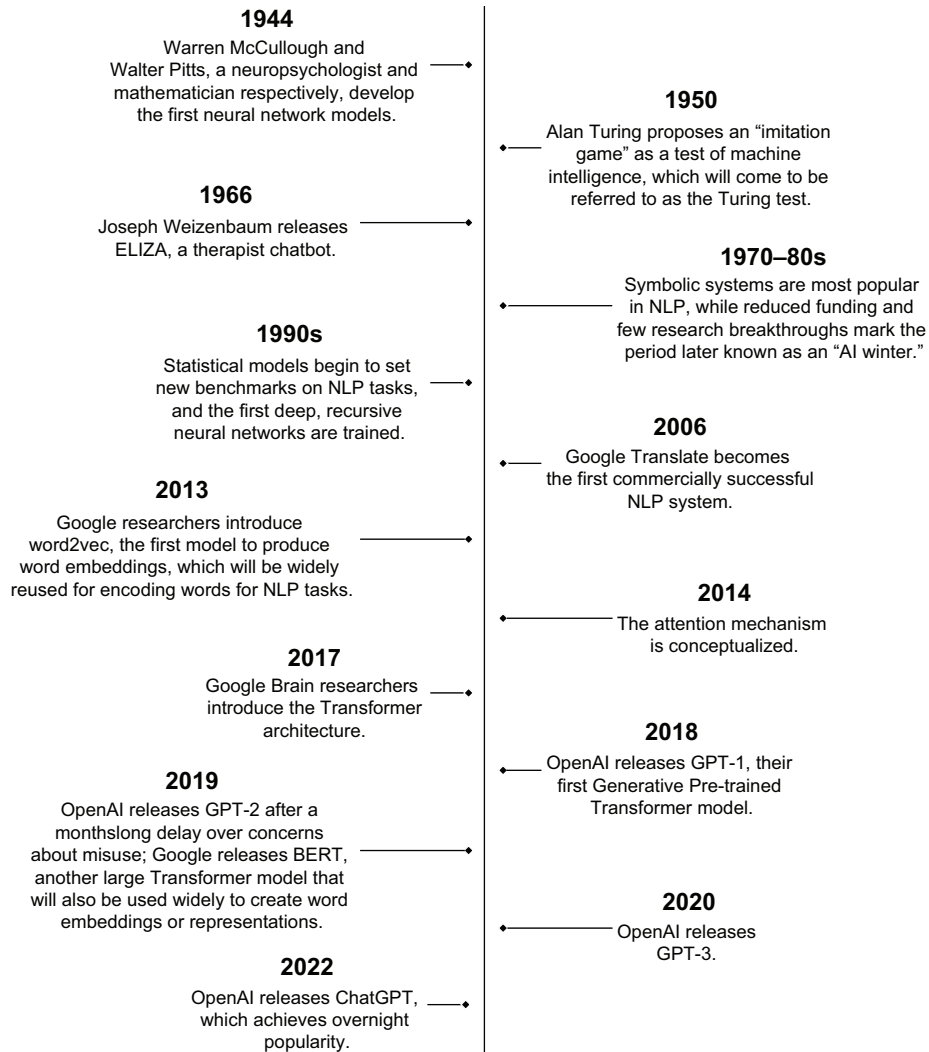 1944
Warren McCullough and
Walter Pitts, a neuropsychologist and
mathematician respectively, develop
the first neural network models.
1950
Alan Turing proposes an “imitation
game” as a test of machine
intelligence, which will come to be
referred to as the Turing test.
1966
Joseph Weizenbaum releases
ELIZA, a therapist chatbot.
1970–80s
Symbolic systems are most popular
in NLP, while reduced funding and
few research breakthroughs mark the
period later known as an “AI winter.”
1990s
Statistical models begin to set
new benchmarks on NLP tasks,
and the first deep, recursive
neural networks are trained.
2006
Google Translate becomes
the first commercially successful
NLP system.
2013
Google researchers introduce
word2vec, the first model to produce
word embeddings, which will be widely
reused for encoding words for NLP tasks.
2014
The attention mechanism
is conceptualized.
2017
Google Brain researchers
introduce the Transformer
architecture.
2018
OpenAI releases GPT-1, their
first Generative Pre-trained
Transformer model.
2019
OpenAI releases GPT-2 after a
monthslong delay over concerns
about misuse; Google releases BERT,
another large Transformer model that
will also be used widely to create word
embeddings or representations.
2020
OpenAI releases
GPT-3.
2022
OpenAI releases ChatGPT,
which achieves overnight
popularity.